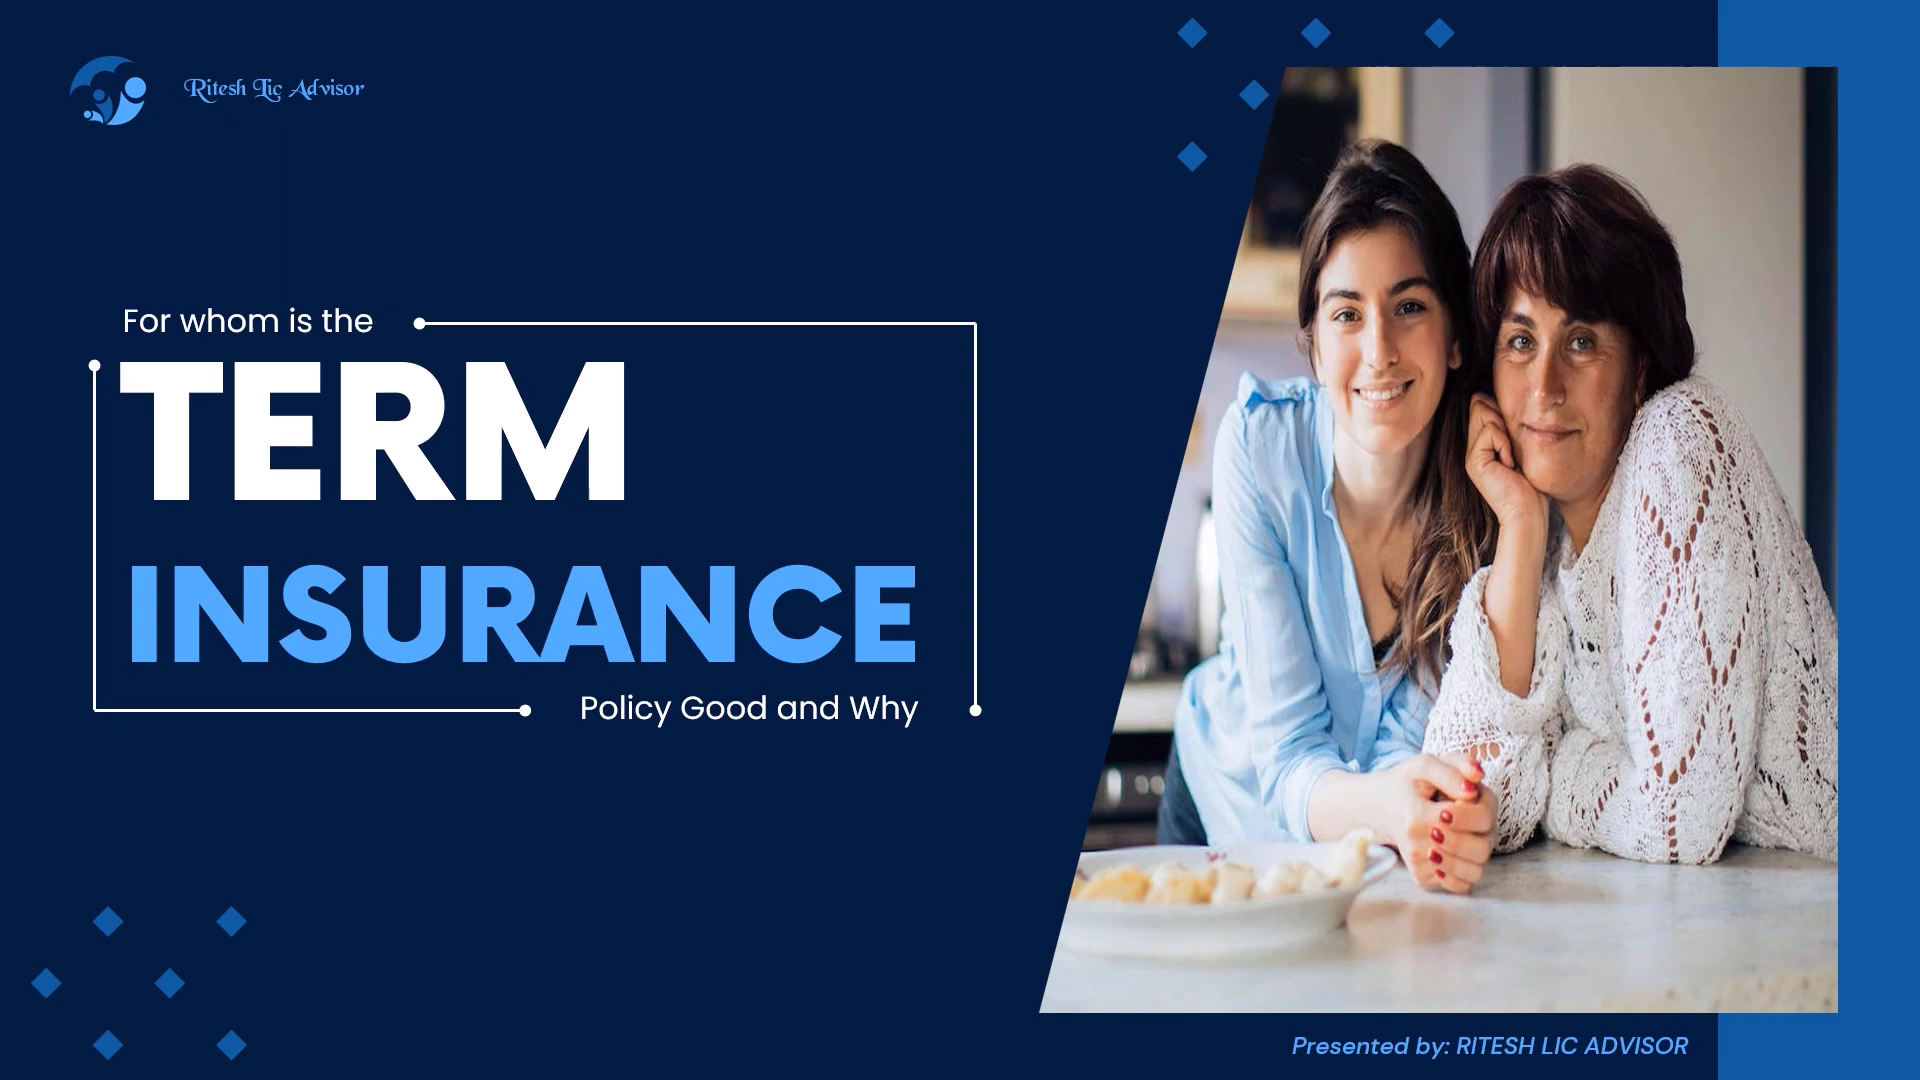 Ritesh Lic Advisor
For whom is the
TERM
INSURANCE
Policy Good and Why
Presented by: RITESH LIC ADVISOR